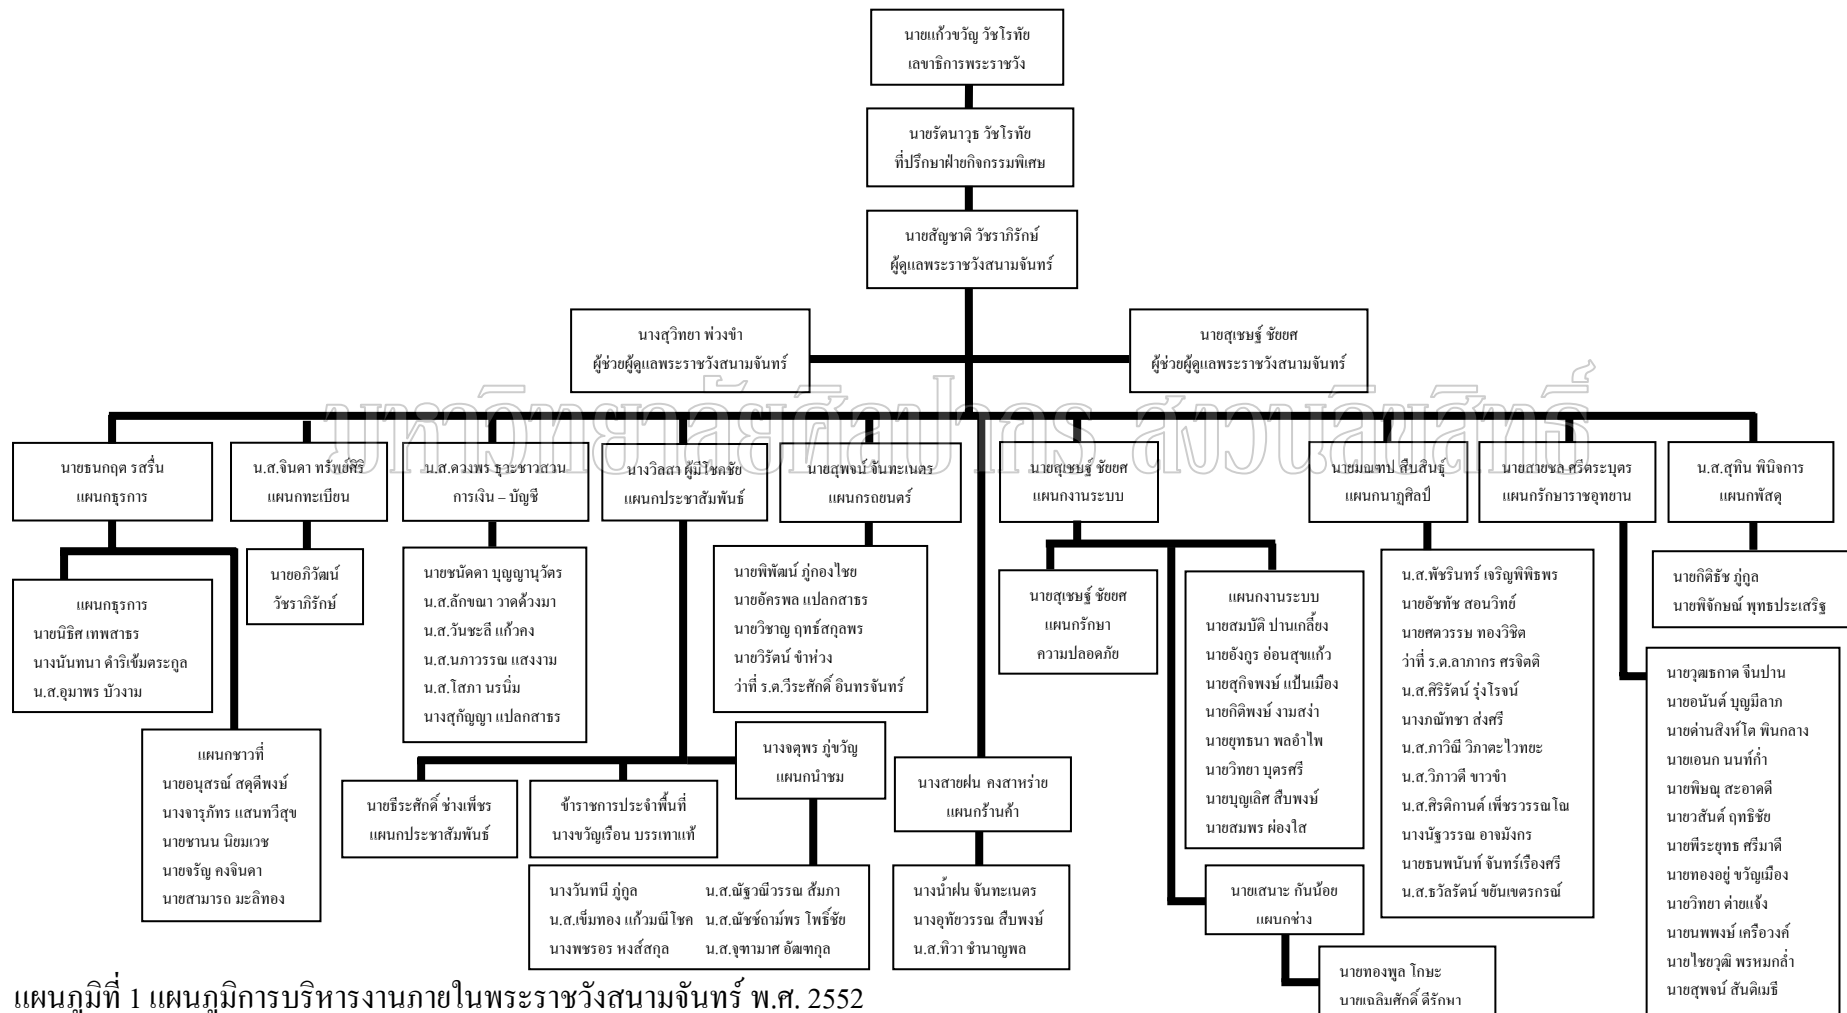 นายแก้วขวัญ วัชโรทัย
เลขาธิการพระราชวัง
นายรัตนาวุธ วัชโรทัย
ที่ปรึกษาฝ่ายกิจกรรมพิเศษ
นายสัญชาติ วัชราภิรักษ์
ผู้ดูแลพระราชวังสนามจันทร์
นางสุวิทยา พ่วงขำ
ผู้ช่วยผู้ดูแลพระราชวังสนามจันทร์
นายสุเชษฐ์ ชัยยศ
ผู้ช่วยผู้ดูแลพระราชวังสนามจันทร์
มหาวิทยาลัยศิลปากร สงวนลิขสิทธิ์
นายธนกฤต รสรื่น
แผนกธุรการ
น.ส.จินดา ทรัพย์ศิริ
แผนกทะเบียน
น.ส.ดวงพร ธุวะชาวสวน
การเงิน – บัญชี
นางวิลสา ผู้มีโชคชัย
แผนกประชาสัมพันธ์
นายสุพจน์ จันทะเนตร
แผนกรถยนตร์
นายสุเชษฐ์ ชัยยศ
แผนกงานระบบ
นายมณฑป สืบสินธุ์
แผนกนาฏศิลป์
นายสายชล ศรีตระบุตร
แผนกรักษาราชอุทยาน
น.ส.สุทิน พินิจการ
แผนกพัสดุ
แผนกธุรการ
นายนิธิศ เทพสาธร
นางนันทนา ดำริเข้มตระกูล
น.ส.อุมาพร บัวงาม
แผนกชาวที่
นายอนุสรณ์ สดุดีพงษ์
นางจารุภัทร แสนทวีสุข
นายชานน นิยมเวช
นายจรัญ คงจินดา
นายสามารถ มะลิทอง
นายอภิวัฒน์
วัชราภิรักษ์
นายชนัดดา บุญญานุวัตร
น.ส.ลักขณา วาดด้วงมา
น.ส.วันชะลี แก้วคง
น.ส.นภาวรรณ แสงงาม
น.ส.โสภา นรนิ่ม
นางสุกัญญา แปลกสาธร
นายธีระศักดิ์ ช่างเพ็ชร
แผนกประชาสัมพันธ์
ข้าราชการประจำพื้นที่
นางขวัญเรือน บรรเทาแท้
นางจตุพร ภู่ขวัญ
แผนกนำชม
นางวันทนี ภู่กูล
น.ส.เข็มทอง แก้วมณีโชค
นางพชรอร หงส์สกุล
น.ส.ณัฐวณีวรรณ ส้มภา
น.ส.ณัชช์ถาม์พร โพธิ์ชัย
น.ส.จุฑามาศ อัฒฑกุล
นายพิพัฒน์ ภู่กองไชย
นายอัครพล แปลกสาธร
นายวิชาญ ฤทธิ์สกุลพร
นายวิรัตน์ ขำห่วง
ว่าที่ ร.ต.วีระศักดิ์ อินทรจันทร์
นางสายฝน คงสาหร่าย
แผนกร้านค้า
นางน้ำฝน จันทะเนตร
นางอุทัยวรรณ สืบพงษ์
น.ส.ทิวา ชำนาญพล
นายสุเชษฐ์ ชัยยศ
แผนกรักษา
ความปลอดภัย
แผนกงานระบบ
นายสมบัติ ปานเกลี้ยง
นายอังกูร อ่อนสุขแก้ว
นายสุกิจพงษ์ แป้นเมือง
นายกิติพงษ์ งามสง่า
นายยุทธนา พลอำไพ
นายวิทยา บุตรศรี
นายบุญเลิศ สืบพงษ์
นายสมพร ผ่องใส
นายเสนาะ กันน้อย
แผนกช่าง
นายทองพูล โกษะ
นายเฉลิมศักดิ์ ดีรักษา
น.ส.พัชรินทร์ เจริญพิพิธพร
นายอัชทัช สอนวิทย์
นายศตวรรษ ทองวิชิต
ว่าที่ ร.ต.ลาภากร ศรจิตติ
น.ส.ศิริรัตน์ รุ่งโรจน์
นางภณัทชา ส่งศรี
น.ส.ภาวิณี วิภาตะไวทยะ
น.ส.วิภาวดี ขาวขำ
น.ส.ศิรติกานต์ เพ็ชรวรรณโณ
นางนัฐวรรณ อาจมังกร
นายธนพนันท์ จันทร์เรืองศรี
น.ส.ธวัลรัตน์ ขยันเขตรกรณ์
นายวุฒธกาต จีนปาน
นายอนันต์ บุญมีลาภ
นายด่านสิงห์โต พินกลาง
นายเอนก นนท์ก่ำ
นายพิษณุ สะอาดดี
นายวสันต์ ฤทธิชัย
นายพีระยุทธ ศรีมาดี
นายทองอยู่ ขวัญเมือง
นายวิทยา ต่ายแจ้ง
นายนพพงษ์ เครือวงค์
นายไชยวุฒิ พรหมกล่ำ
นายสุพจน์ สันติเมธี
นายกิติธัช ภู่กูล
นายพิจักษณ์ พุทธประเสริฐ
แผนภูมิที่ 1 แผนภูมิการบริหารงานภายในพระราชวังสนามจันทร์ พ.ศ. 2552